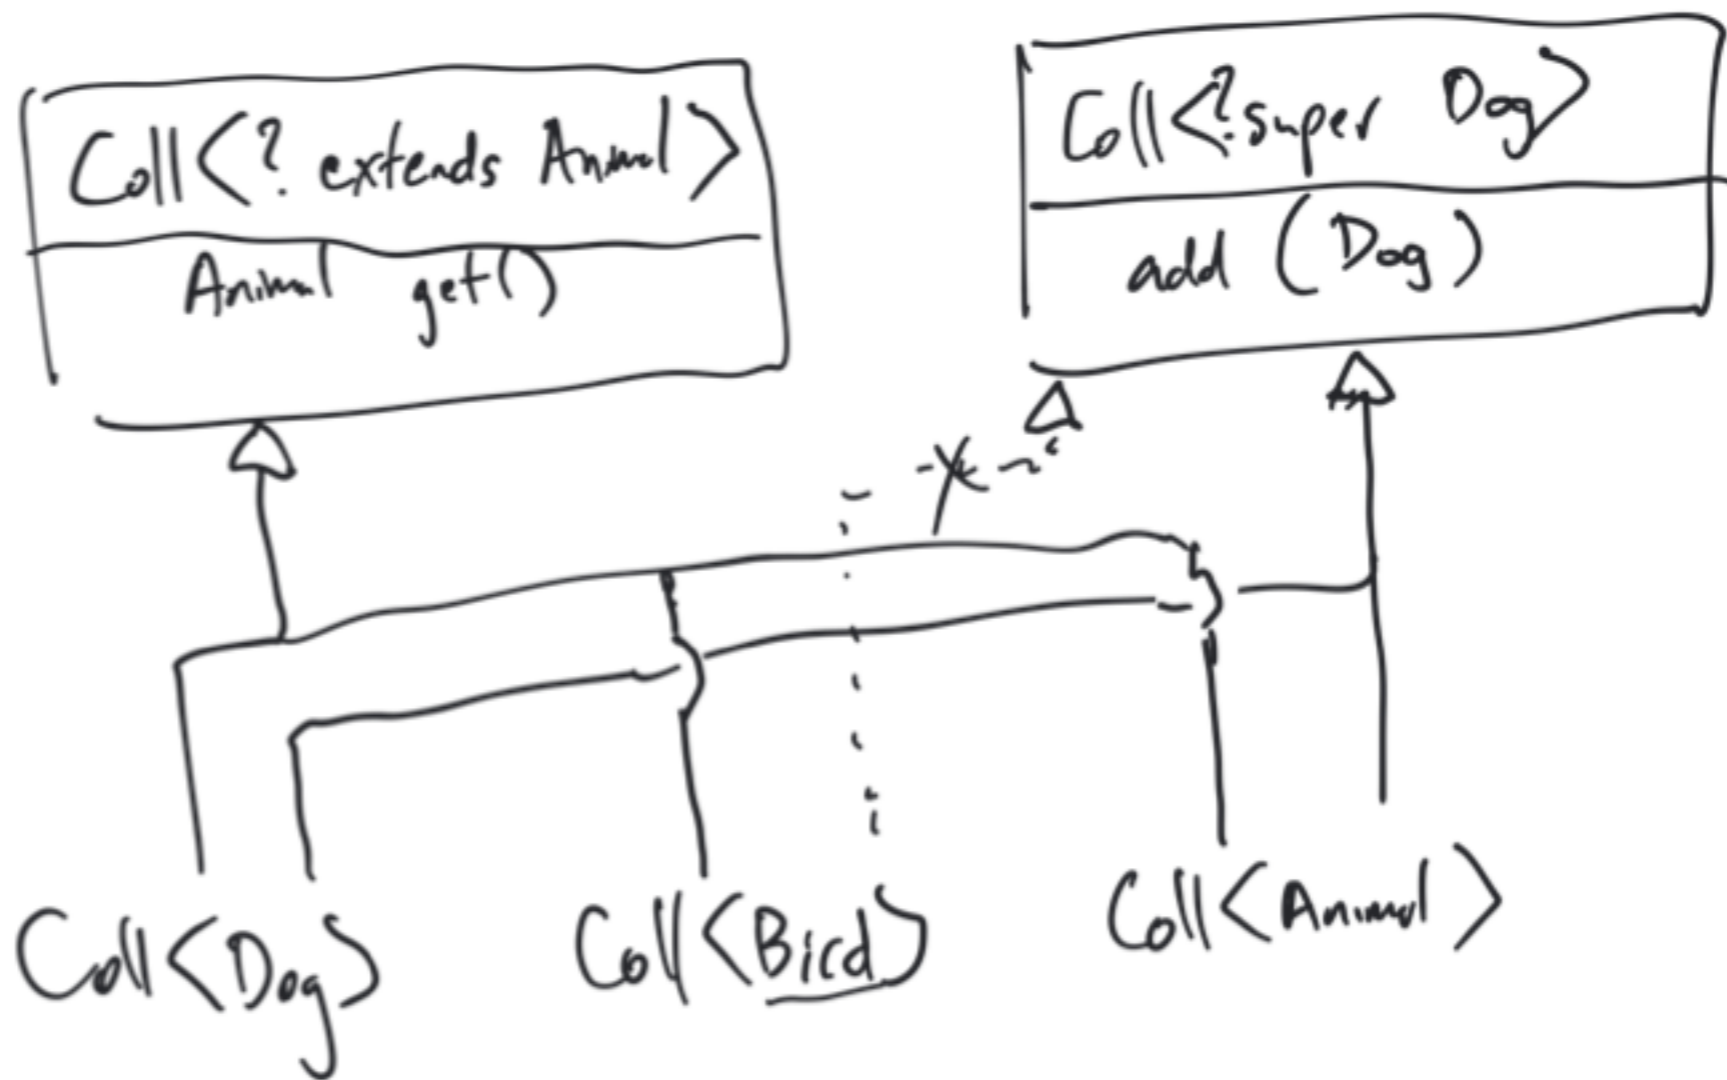 Coll<? extends Animal>
Animal get()
Coll<? super Dog>
add (Dog)
Coll<Dog>
Coll<Bird>
Coll<Animal>